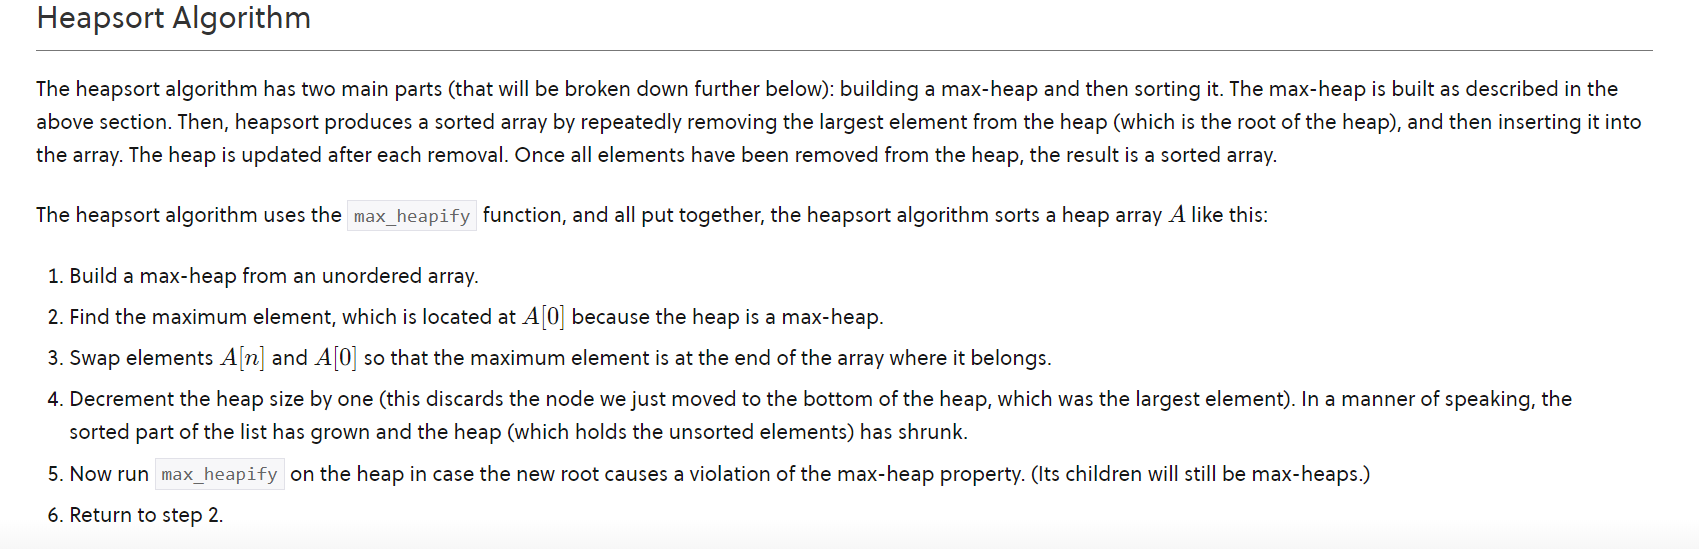 Heapsort Algorithm
The heapsort algorithm has two main parts (that will be broken down further below): building a max-heap and then sorting it. The max-heap is built as described in the
above section. Then, heapsort produces a sorted array by repeatedly removing the largest element from the heap (which is the root of the heap), and then inserting it into
the array. The heap is updated after each removal. Once all elements have been removed from the heap, the result is a sorted array.
The heapsort algorithm uses the max_heapify function, and all put together, the heapsort algorithm sorts a heap array A like this:
1. Build a max-heap from an unordered array.
2. Find the maximum element, which is located at A[0] because the heap is a max-heap.
3. Swap elements A[n] and A[0] so that the maximum element is at the end of the array where it belongs.
4. Decrement the heap size by one (this discards the node we just moved to the bottom of the heap, which was the largest element). In a manner of speaking, the
sorted part of the list has grown and the heap (which holds the unsorted elements) has shrunk.
5. Now run max_heapify on the heap in case the new root causes a violation of the max-heap property. (Its children will still be max-heaps.)
6. Return to step 2.